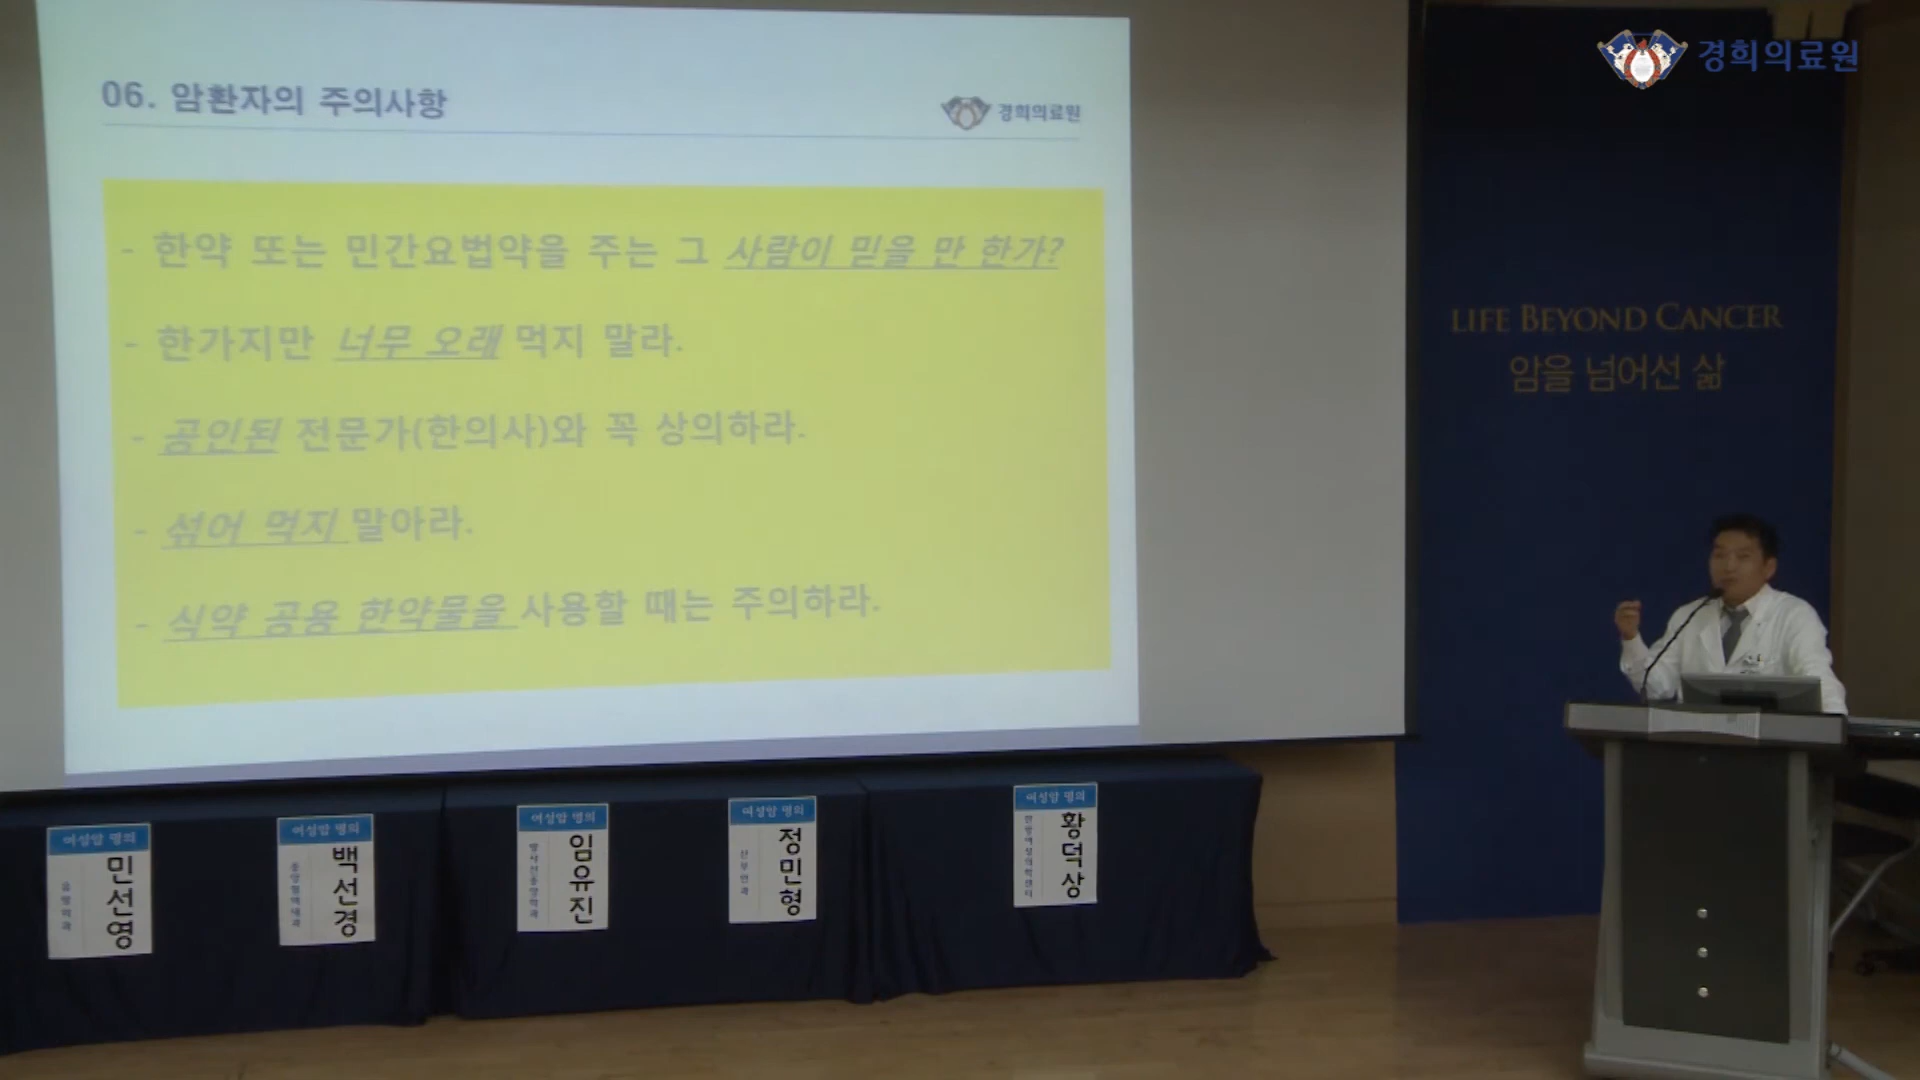 06. 암환자의 주의사항
경희의료원
- 한약 또는 민간요법약을 주는 그 사람이 믿을 만 한가?
- 한가지만 너무 오래 먹지 말라.
- 공인된 전문가(한의사)와 꼭 상의하라.
- 섞어 먹지 말아라.
- 식약 공용 한약물을 사용할 때는 주의하라.
경희의료원
LIFE BEYOND CANCER
암을 넘어선 삶
여성암 명의
민선영
여성암 명의
백선경
여성암 명의
임유진
여성암 명의
정민형
산부인과
여성암 명의
황덕상